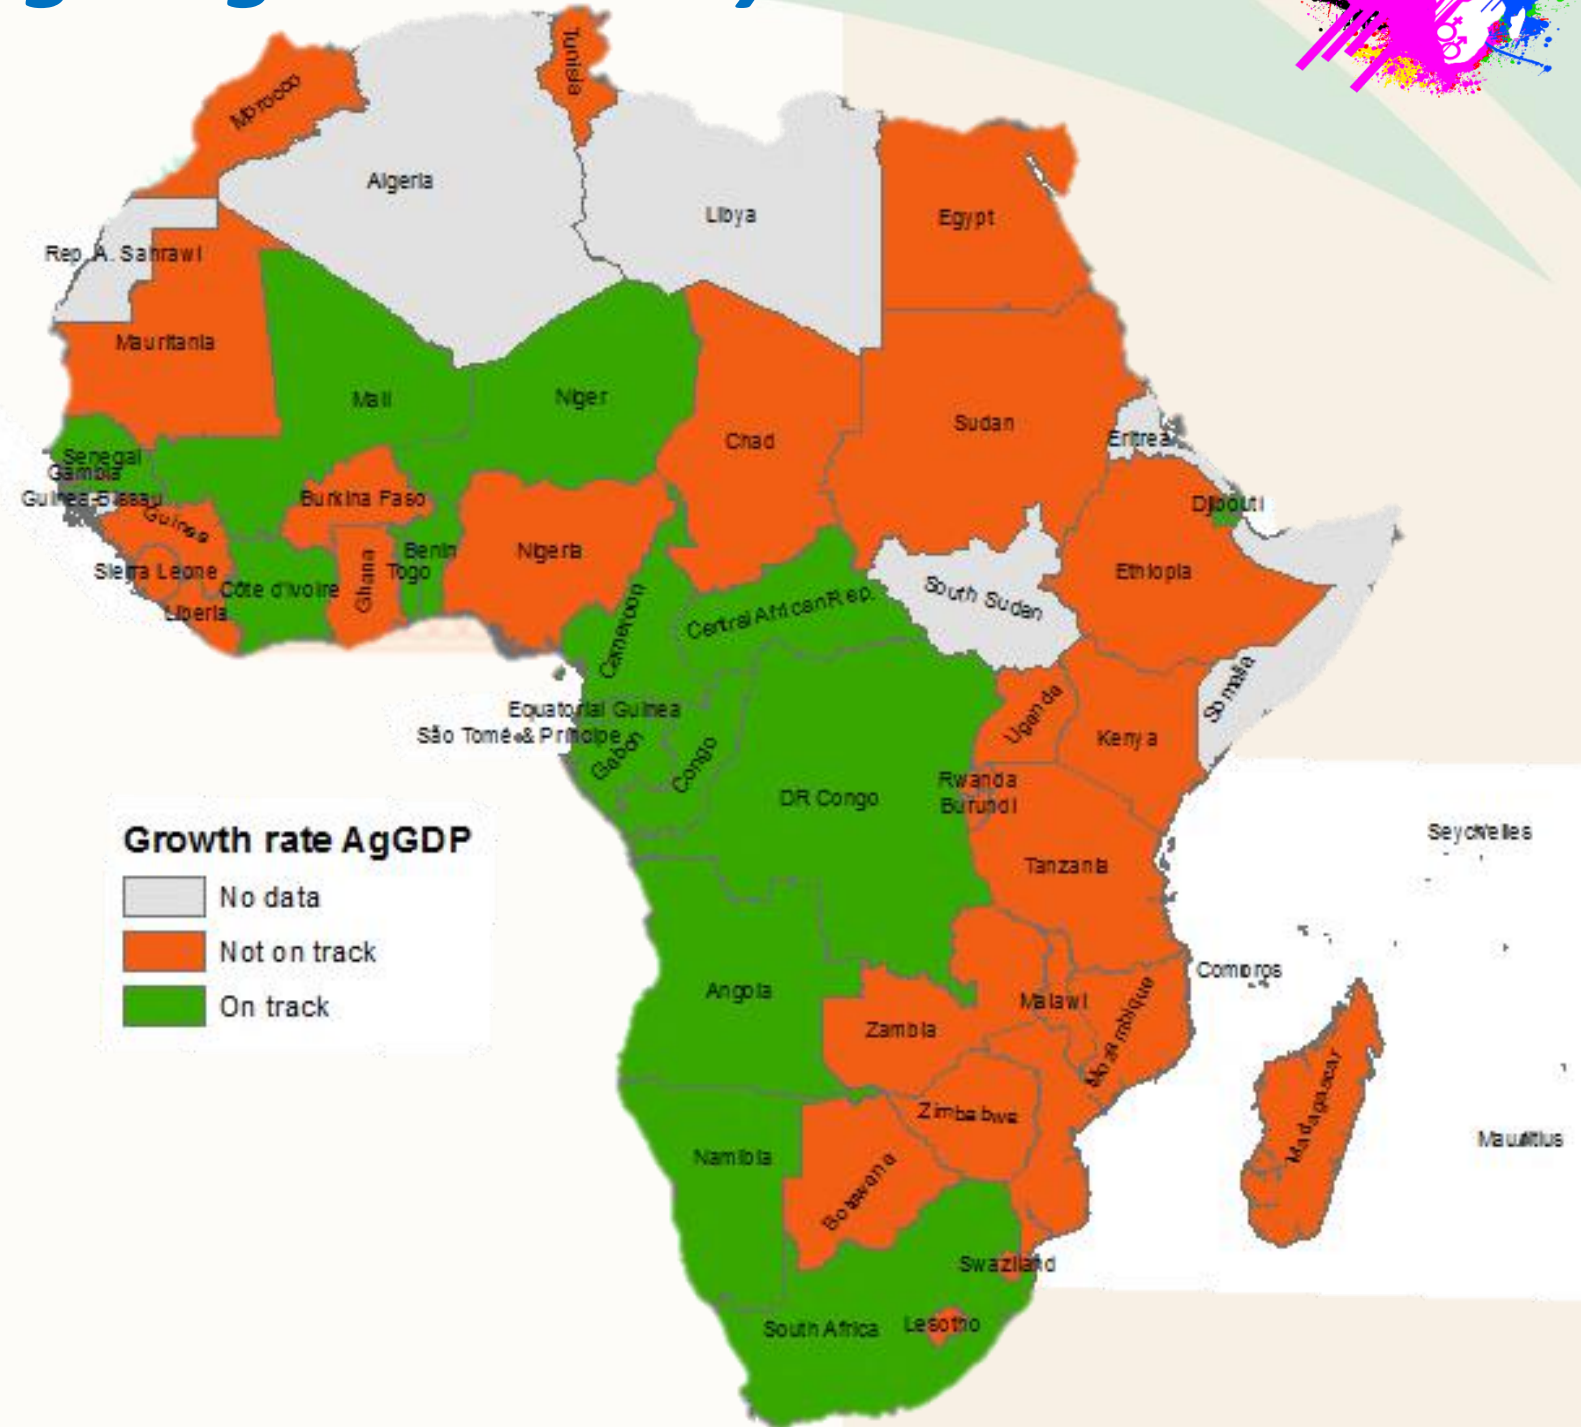 Tunisia
Morocco
Algeria
Libya
Egypt
Rep. A. Sahrawi
Mauritania
Mali
Niger
Chad
Sudan
Eritrea
Senegal
Gambia
Guinea-Bissau
Guinea
Burkina Faso
Djibouti
Sierra Leone
Liberia
Côte d'Ivoire
Ghana
Togo
Benin
Nigeria
Ethiopia
South Sudan
Central African Rep.
Cameroon
Somalia
Equatorial Guinea
São Tomé & Príncipe
Gabon
Congo
DR Congo
Uganda
Kenya
Rwanda
Burundi
Tanzania
Seychelles
Growth rate AgGDP
No data
Not on track
On track
Angola
Zambia
Malawi
Mozambique
Comoros
Madagascar
Mauritius
Zimbabwe
Namibia
Botswana
Swaziland
South Africa
Lesotho